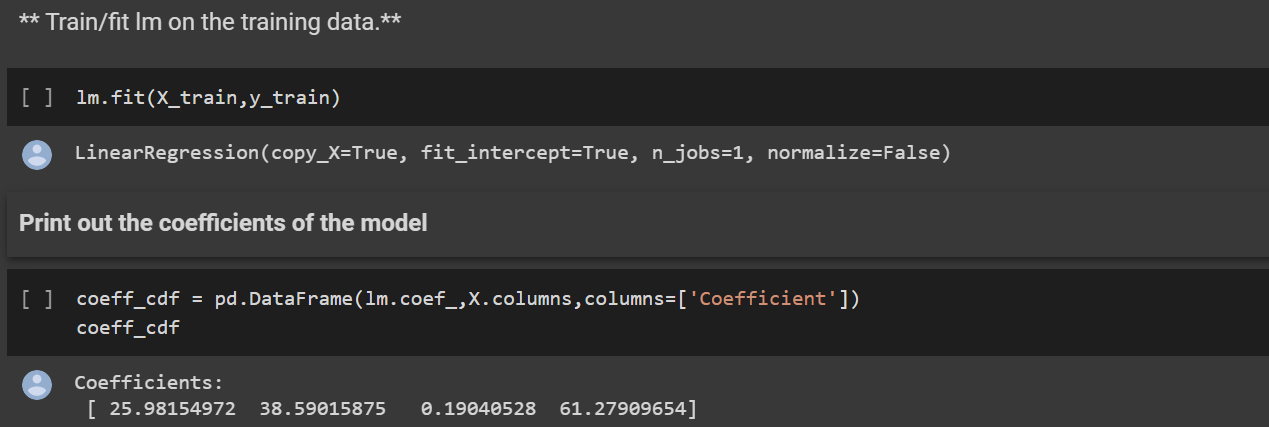 ** Train/fit lm on the training data.**
[ ] lm.fit(X_train,y_train)
LinearRegression(copy_X=True, fit_intercept=True, n_jobs=1, normalize=False)
Print out the coefficients of the model
[ ] coeff_cdf = pd.DataFrame(lm.coef_,X.columns,columns=['Coefficient'])
coeff_cdf
Coefficients:
[ 25.98154972  38.59015875   0.19040528  61.27909654]